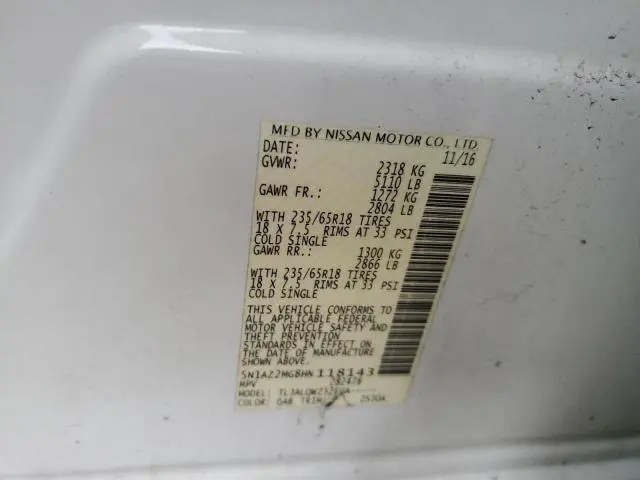 MFD BY NISSAN MOTOR CO., LTD.
DATE: 11/16
GVWR: 2318 KG
5110 LB
GAWR FR.: 1272 KG
2804 LB
WITH 235/65R18 TIRES
18 X 7.5 RIMS AT 33 PSI
COLD SINGLE
GAWR RR.: 1300 KG
2866 LB
WITH 235/65R18 TIRES
18 X 7.5 RIMS AT 33 PSI
COLD SINGLE
THIS VEHICLE CONFORMS TO
ALL APPLICABLE FEDERAL
MOTOR VEHICLE SAFETY AND
THEFT PREVENTION
STANDARDS IN EFFECT ON
THE DATE OF MANUFACTURE
SHOWN ABOVE.
5N1AZ2MG8HN 118143
MPV
MODEL:
COLOR: QAB TRIM: